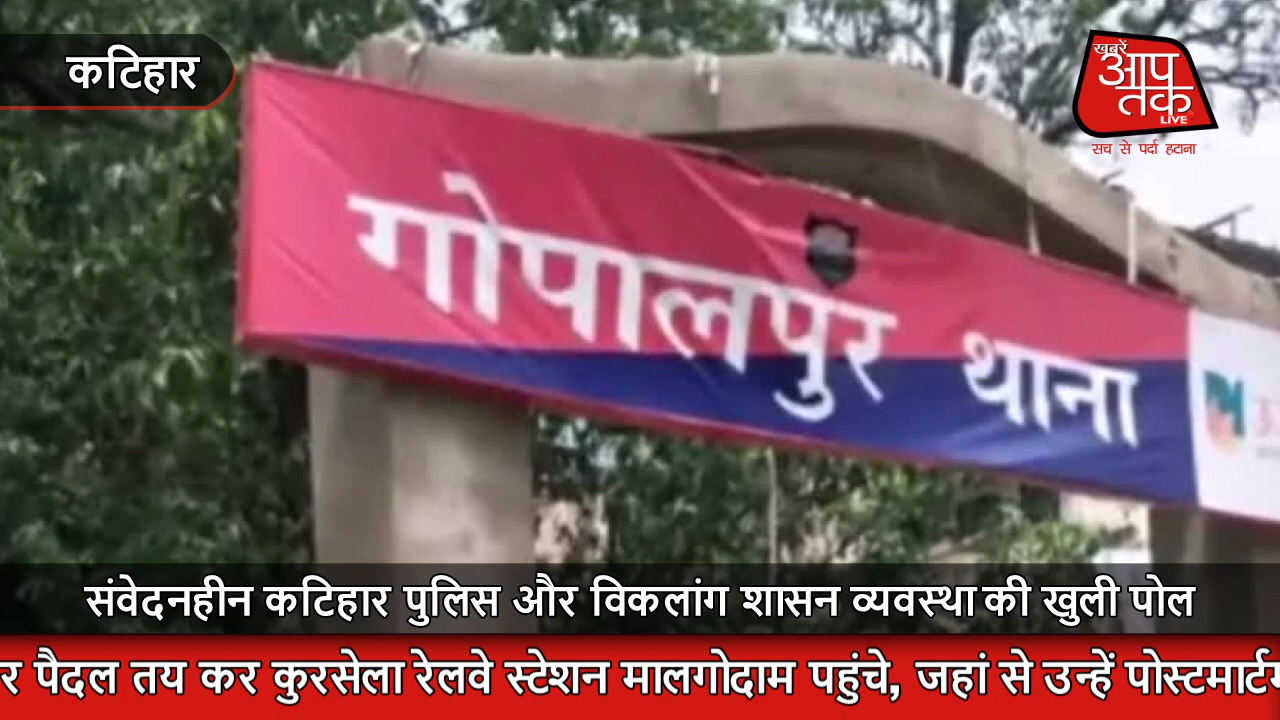 कटिहार
खबरें
आप
तक
LIVE
सच से पर्दा हटाना
गोपालपुर थाना
संवेदनहीन कटिहार पुलिस और विकलांग शासन व्यवस्था की खुली पोल
र पैदल तय कर कुरसेला रेलवे स्टेशन मालगोदाम पहुंचे, जहां से उन्हें पोस्टमार्टम